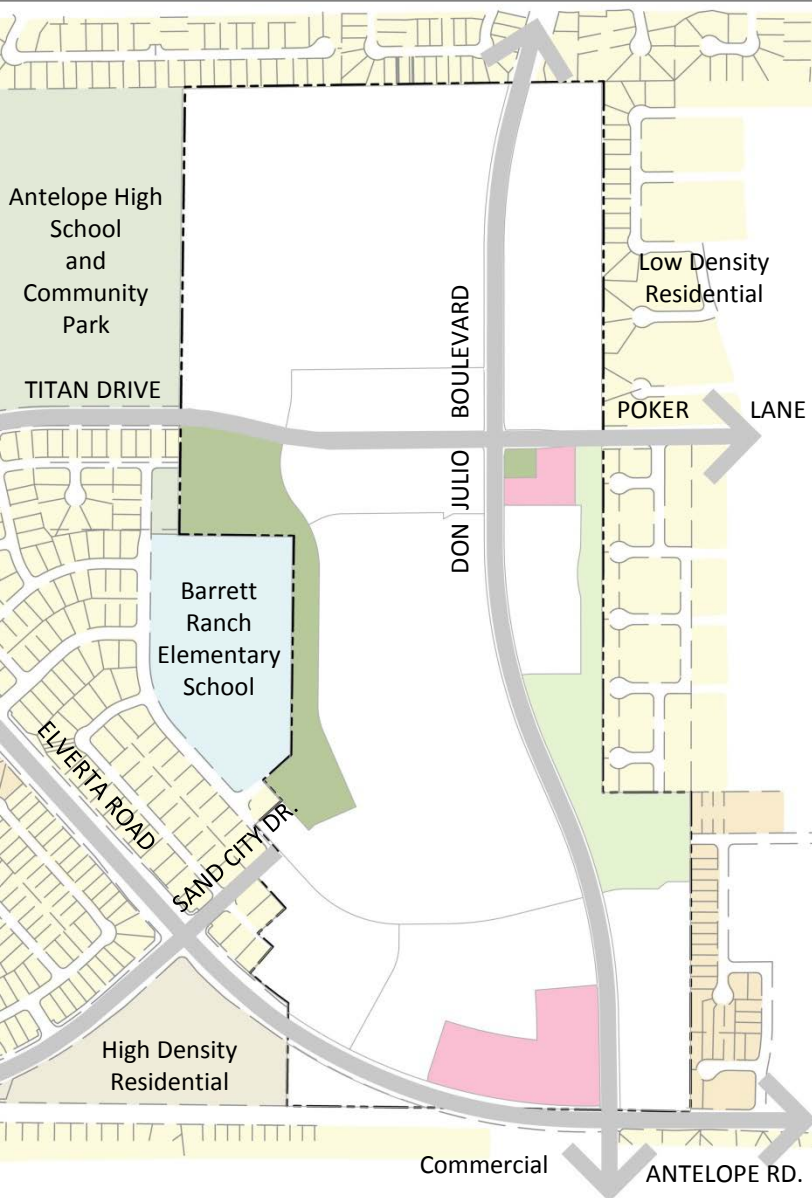 Antelope High
School
and
Community
Park
Low Density
Residential
DON JULIO BOULEVARD
TITAN DRIVE
POKER LANE
Barrett
Ranch
Elementary
School
ELVERTA ROAD
SAND CITY DR.
High Density
Residential
Commercial
ANTELOPE RD.